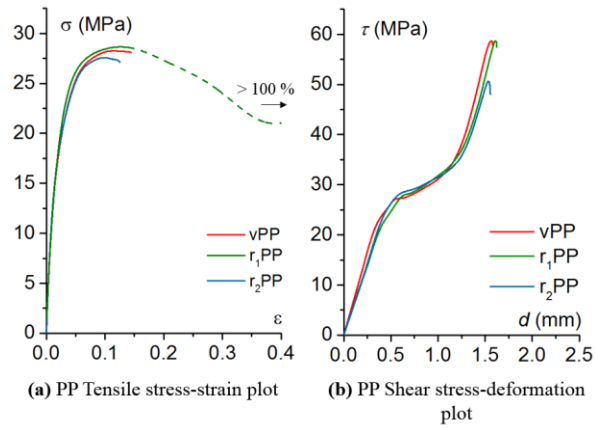 σ (MPa)
35
30
25
20
15
10
5
0
> 100 %
vPP
r₁PP
r₂PP
ε
0.0 0.1 0.2 0.3 0.4
(a) PP Tensile stress-strain plot
τ (MPa)
60
50
40
30
20
10
0
vPP
r₁PP
r₂PP
d (mm)
0.0 0.5 1.0 1.5 2.0 2.5
(b) PP Shear stress-deformation
plot